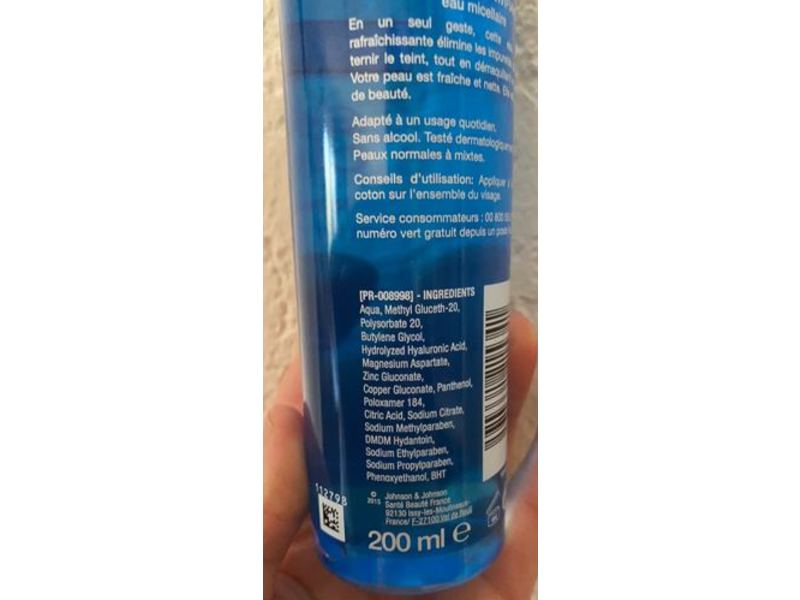 eau micellaire
En un seul geste, cette
rafraîchissante élimine les impuretés
ternir le teint, tout en démaquillant
Votre peau est fraîche et nette.
de beauté.
Adapté à un usage quotidien.
Sans alcool. Testé dermatologiquement
Peaux normales à mixtes.
Conseils d'utilisation: Appliquer
coton sur l'ensemble du visage.
Service consommateurs : 00 800
numéro vert gratuit depuis un poste
[PR-008998] - INGREDIENTS
Aqua, Methyl Gluceth-20,
Polysorbate 20,
Butylene Glycol,
Hydrolyzed Hyaluronic Acid,
Magnesium Aspartate,
Zinc Gluconate,
Copper Gluconate, Panthenol,
Poloxamer 184,
Citric Acid, Sodium Citrate,
Sodium Methylparaben,
DMDM Hydantoin,
Sodium Ethylparaben,
Sodium Propylparaben,
Phenoxyethanol, BHT
112798
© 2015 Johnson & Johnson
Santé Beauté France
92130 Issy-les-Moulineaux-
France/ F-27100 Val de Reuil
200 ml e